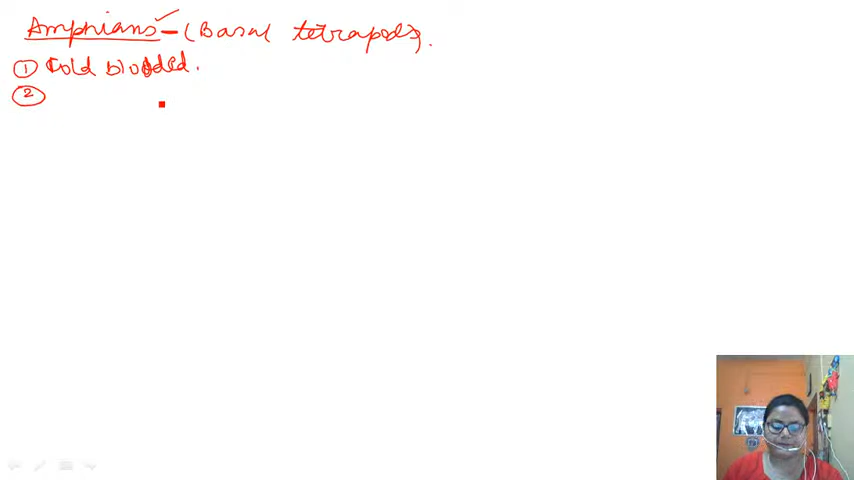 Amphians - (Basal tetrapods).
① Cold blooded.
②